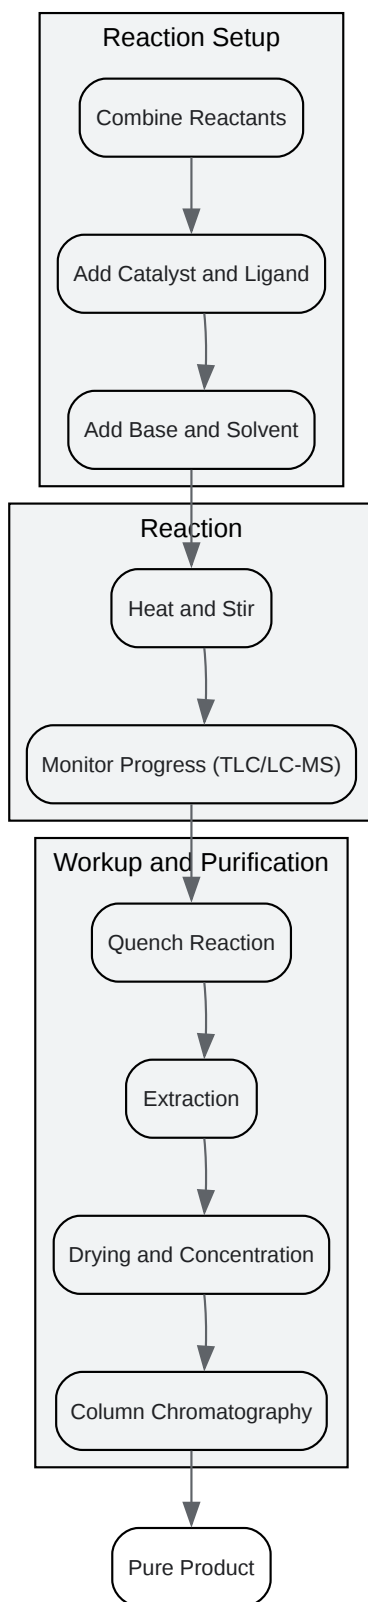 Reaction Setup
Combine Reactants
Add Catalyst and Ligand
Add Base and Solvent
Reaction
Heat and Stir
Monitor Progress (TLC/LC-MS)
Workup and Purification
Quench Reaction
Extraction
Drying and Concentration
Column Chromatography
Pure Product